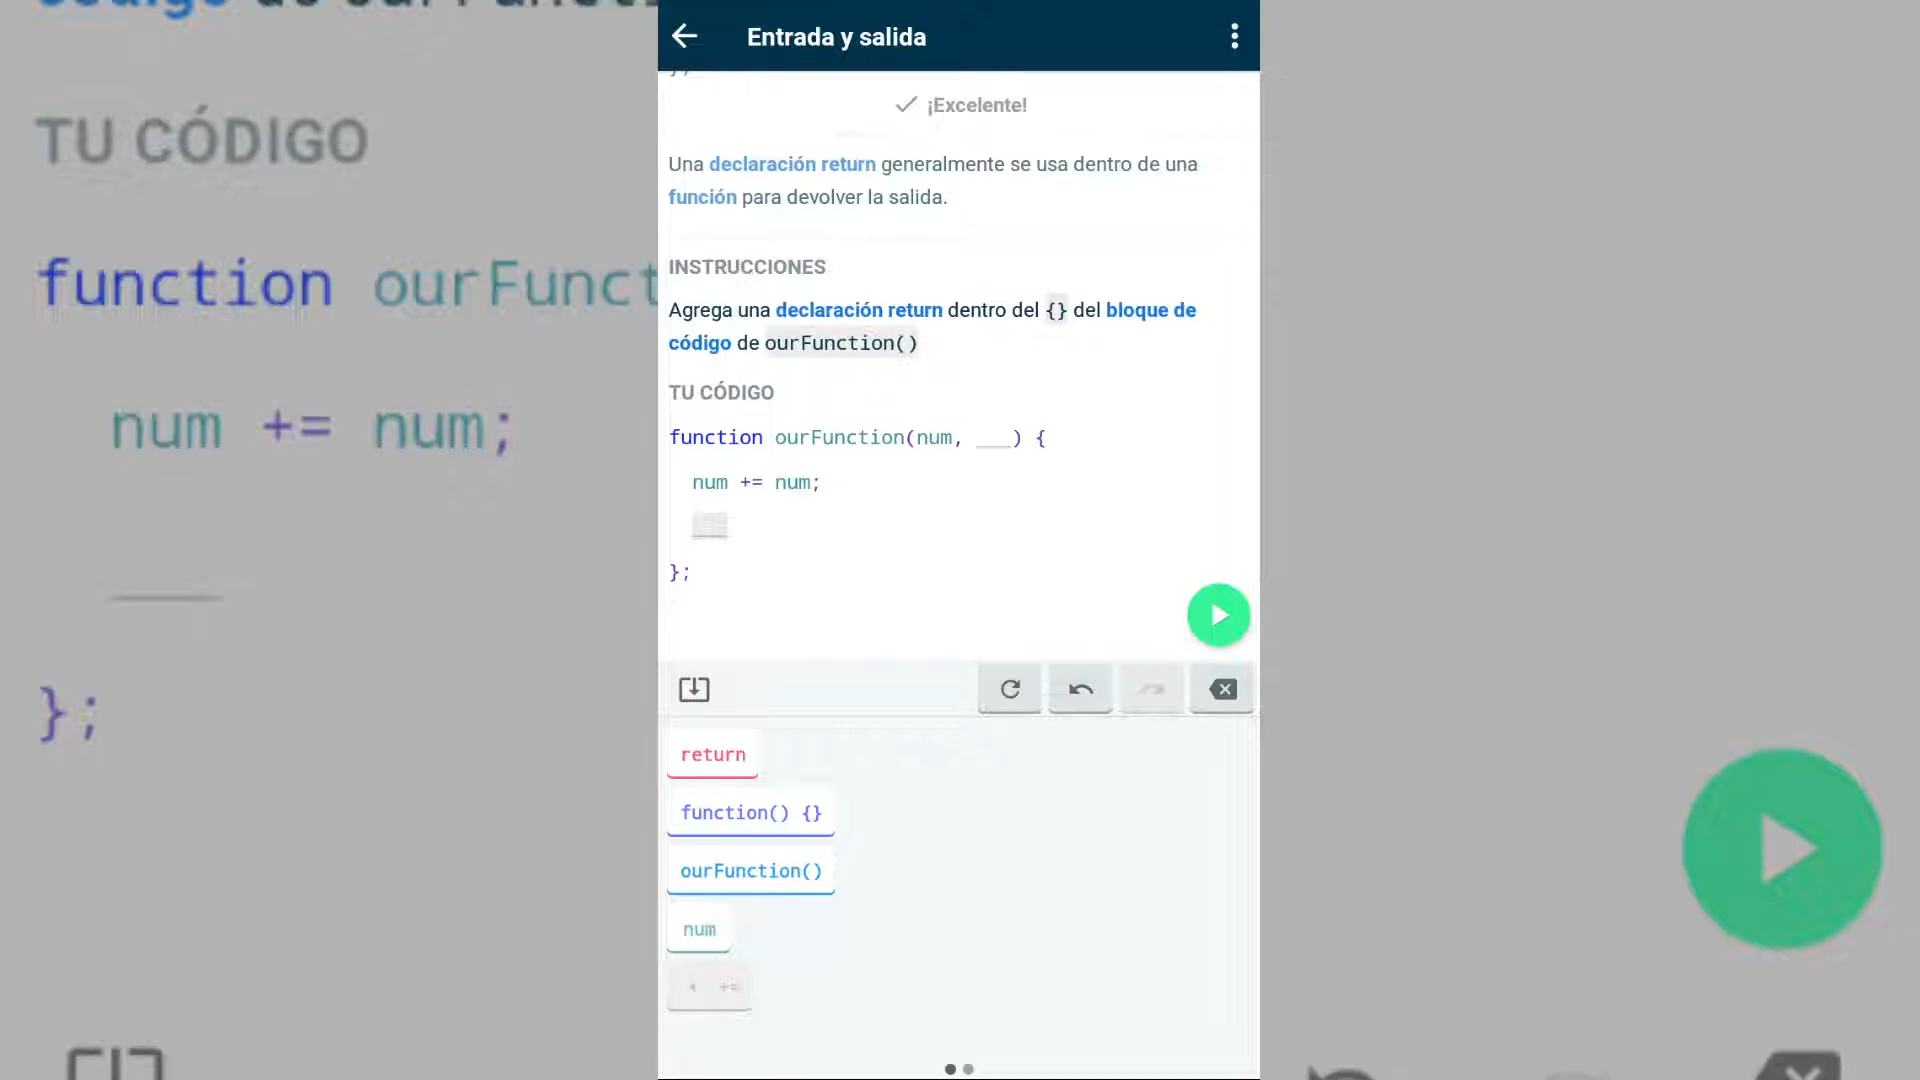 Entrada y salida
};
¡Excelente!
Una declaración return generalmente se usa dentro de una
función para devolver la salida.
INSTRUCCIONES
Agrega una declaración return dentro del {} del bloque de
código de ourFunction()
TU CÓDIGO
function ourFunction(num, ___) {
num += num;
};
return
function() {}
ourFunction()
num
+=
TU CÓDIGO
function ourFunct
num += num;
};